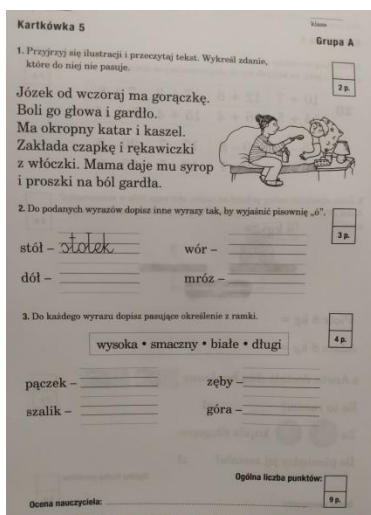 Kartkówka 5
klasa
Grupa A
1. Przyjrzyj się ilustracji i przeczytaj tekst. Wykreśl zdanie,
które do niej nie pasuje.
2 p.
Józek od wczoraj ma gorączkę.
Boli go głowa i gardło.
Ma okropny katar i kaszel.
Zakłada czapkę i rękawiczki
z włóczki. Mama daje mu syrop
i proszki na ból gardła.
2. Do podanych wyrazów dopisz inne wyrazy tak, by wyjaśnić pisownię „ó”.
3 p.
stół – stołek
wór –
dół –
mróz –
3. Do każdego wyrazu dopisz pasujące określenie z ramki.
4 p.
wysoka • smaczny • białe • długi
pączek –
zęby –
szalik –
góra –
Ogólna liczba punktów:
9 p.
Ocena nauczyciela: